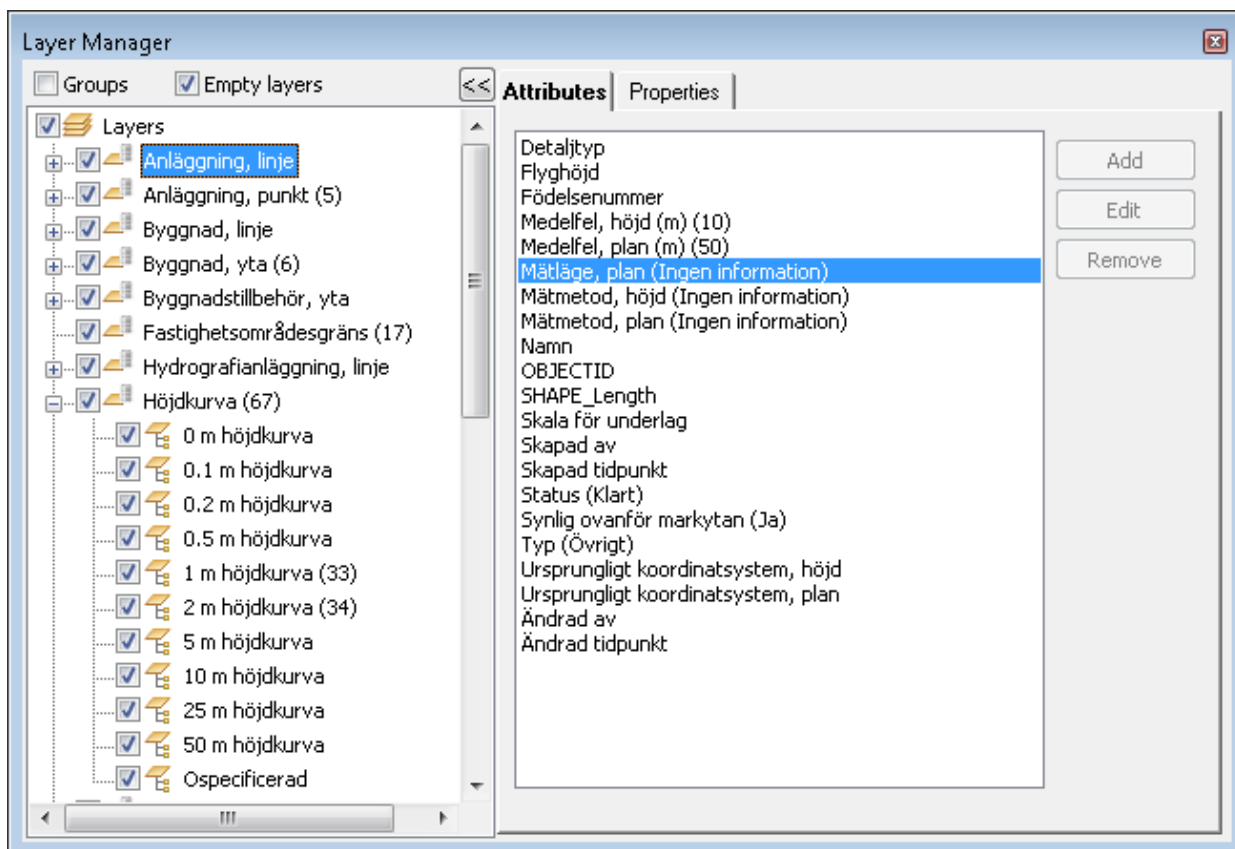 Layer Manager
Groups
Empty layers
<<
Layers
Anläggning, linje
Anläggning, punkt (5)
Byggnad, linje
Byggnad, yta (6)
Byggnadstillbehör, yta
Fastighetsområdesgräns (17)
Hydrografianläggning, linje
Höjdkurva (67)
0 m höjdkurva
0.1 m höjdkurva
0.2 m höjdkurva
0.5 m höjdkurva
1 m höjdkurva (33)
2 m höjdkurva (34)
5 m höjdkurva
10 m höjdkurva
25 m höjdkurva
50 m höjdkurva
Ospecificerad
Attributes
Properties
Detaljtyp
Flyghöjd
Födelsenummer
Medelfel, höjd (m) (10)
Medelfel, plan (m) (50)
Mätläge, plan (Ingen information)
Mätmetod, höjd (Ingen information)
Mätmetod, plan (Ingen information)
Namn
OBJECTID
SHAPE_Length
Skala för underlag
Skapad av
Skapad tidpunkt
Status (Klart)
Synlig ovanför markytan (Ja)
Typ (Övrigt)
Ursprungligt koordinatsystem, höjd
Ursprungligt koordinatsystem, plan
Ändrad av
Ändrad tidpunkt
Add
Edit
Remove